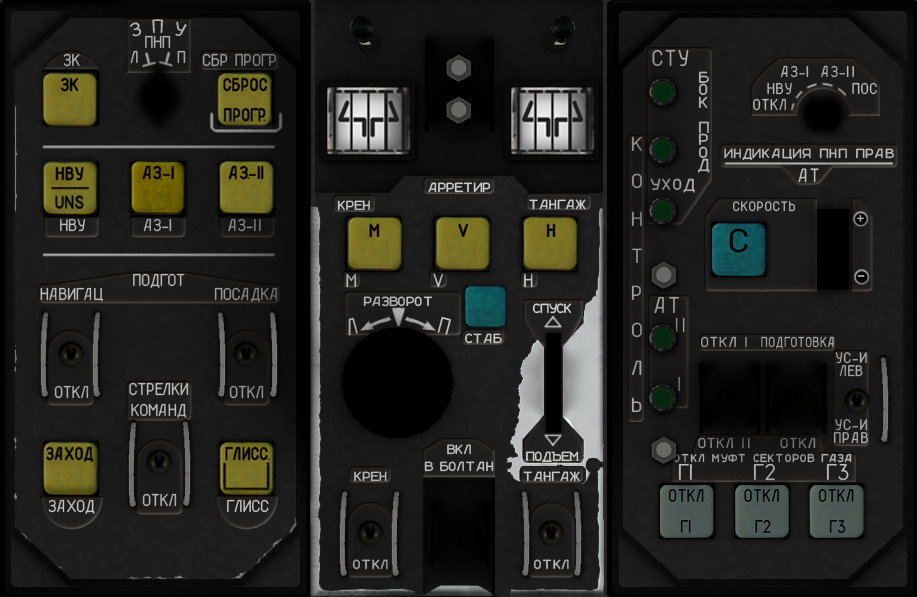 З П У
ПНП
Л П
ЗК
СБР ПРОГР
ЗК
СБРОС
ПРОГР.
НВУ
UNS
АЗ-I
АЗ-II
НВУ
АЗ-I
АЗ-II
ПОДГОТ
НАВИГАЦ
ПОСАДКА
ОТКЛ
ОТКЛ
СТРЕЛКИ
КОМАНД
ЗАХОД
ГЛИСС.
ОТКЛ
ЗАХОД
ГЛИСС
АРРЕТИР
КРЕН
ТАНГАЖ
М
V
Н
М
V
Н
РАЗВОРОТ
СТАБ
СПУСК
ПОДЪЕМ
ВКЛ
В БОЛТАН
КРЕН
ТАНГАЖ
ОТКЛ
ОТКЛ
СТУ
БОК
ПРОД
УХОД
КОНТРОЛЬ
АТ
II
I
АЗ-I АЗ-II
НВУ
ПОС
ОТКЛ
ИНДИКАЦИЯ ПНП ПРАВ
АТ
СКОРОСТЬ
С
+
−
ОТКЛ I ПОДГОТОВКА
УС-И
ЛЕВ
УС-И
ПРАВ
ОТКЛ II
ОТКЛ
ОТКЛ МУФТ СЕКТОРОВ ГАЗА
Г1 Г2 Г3
ОТКЛ ОТКЛ ОТКЛ
Г1 Г2 Г3